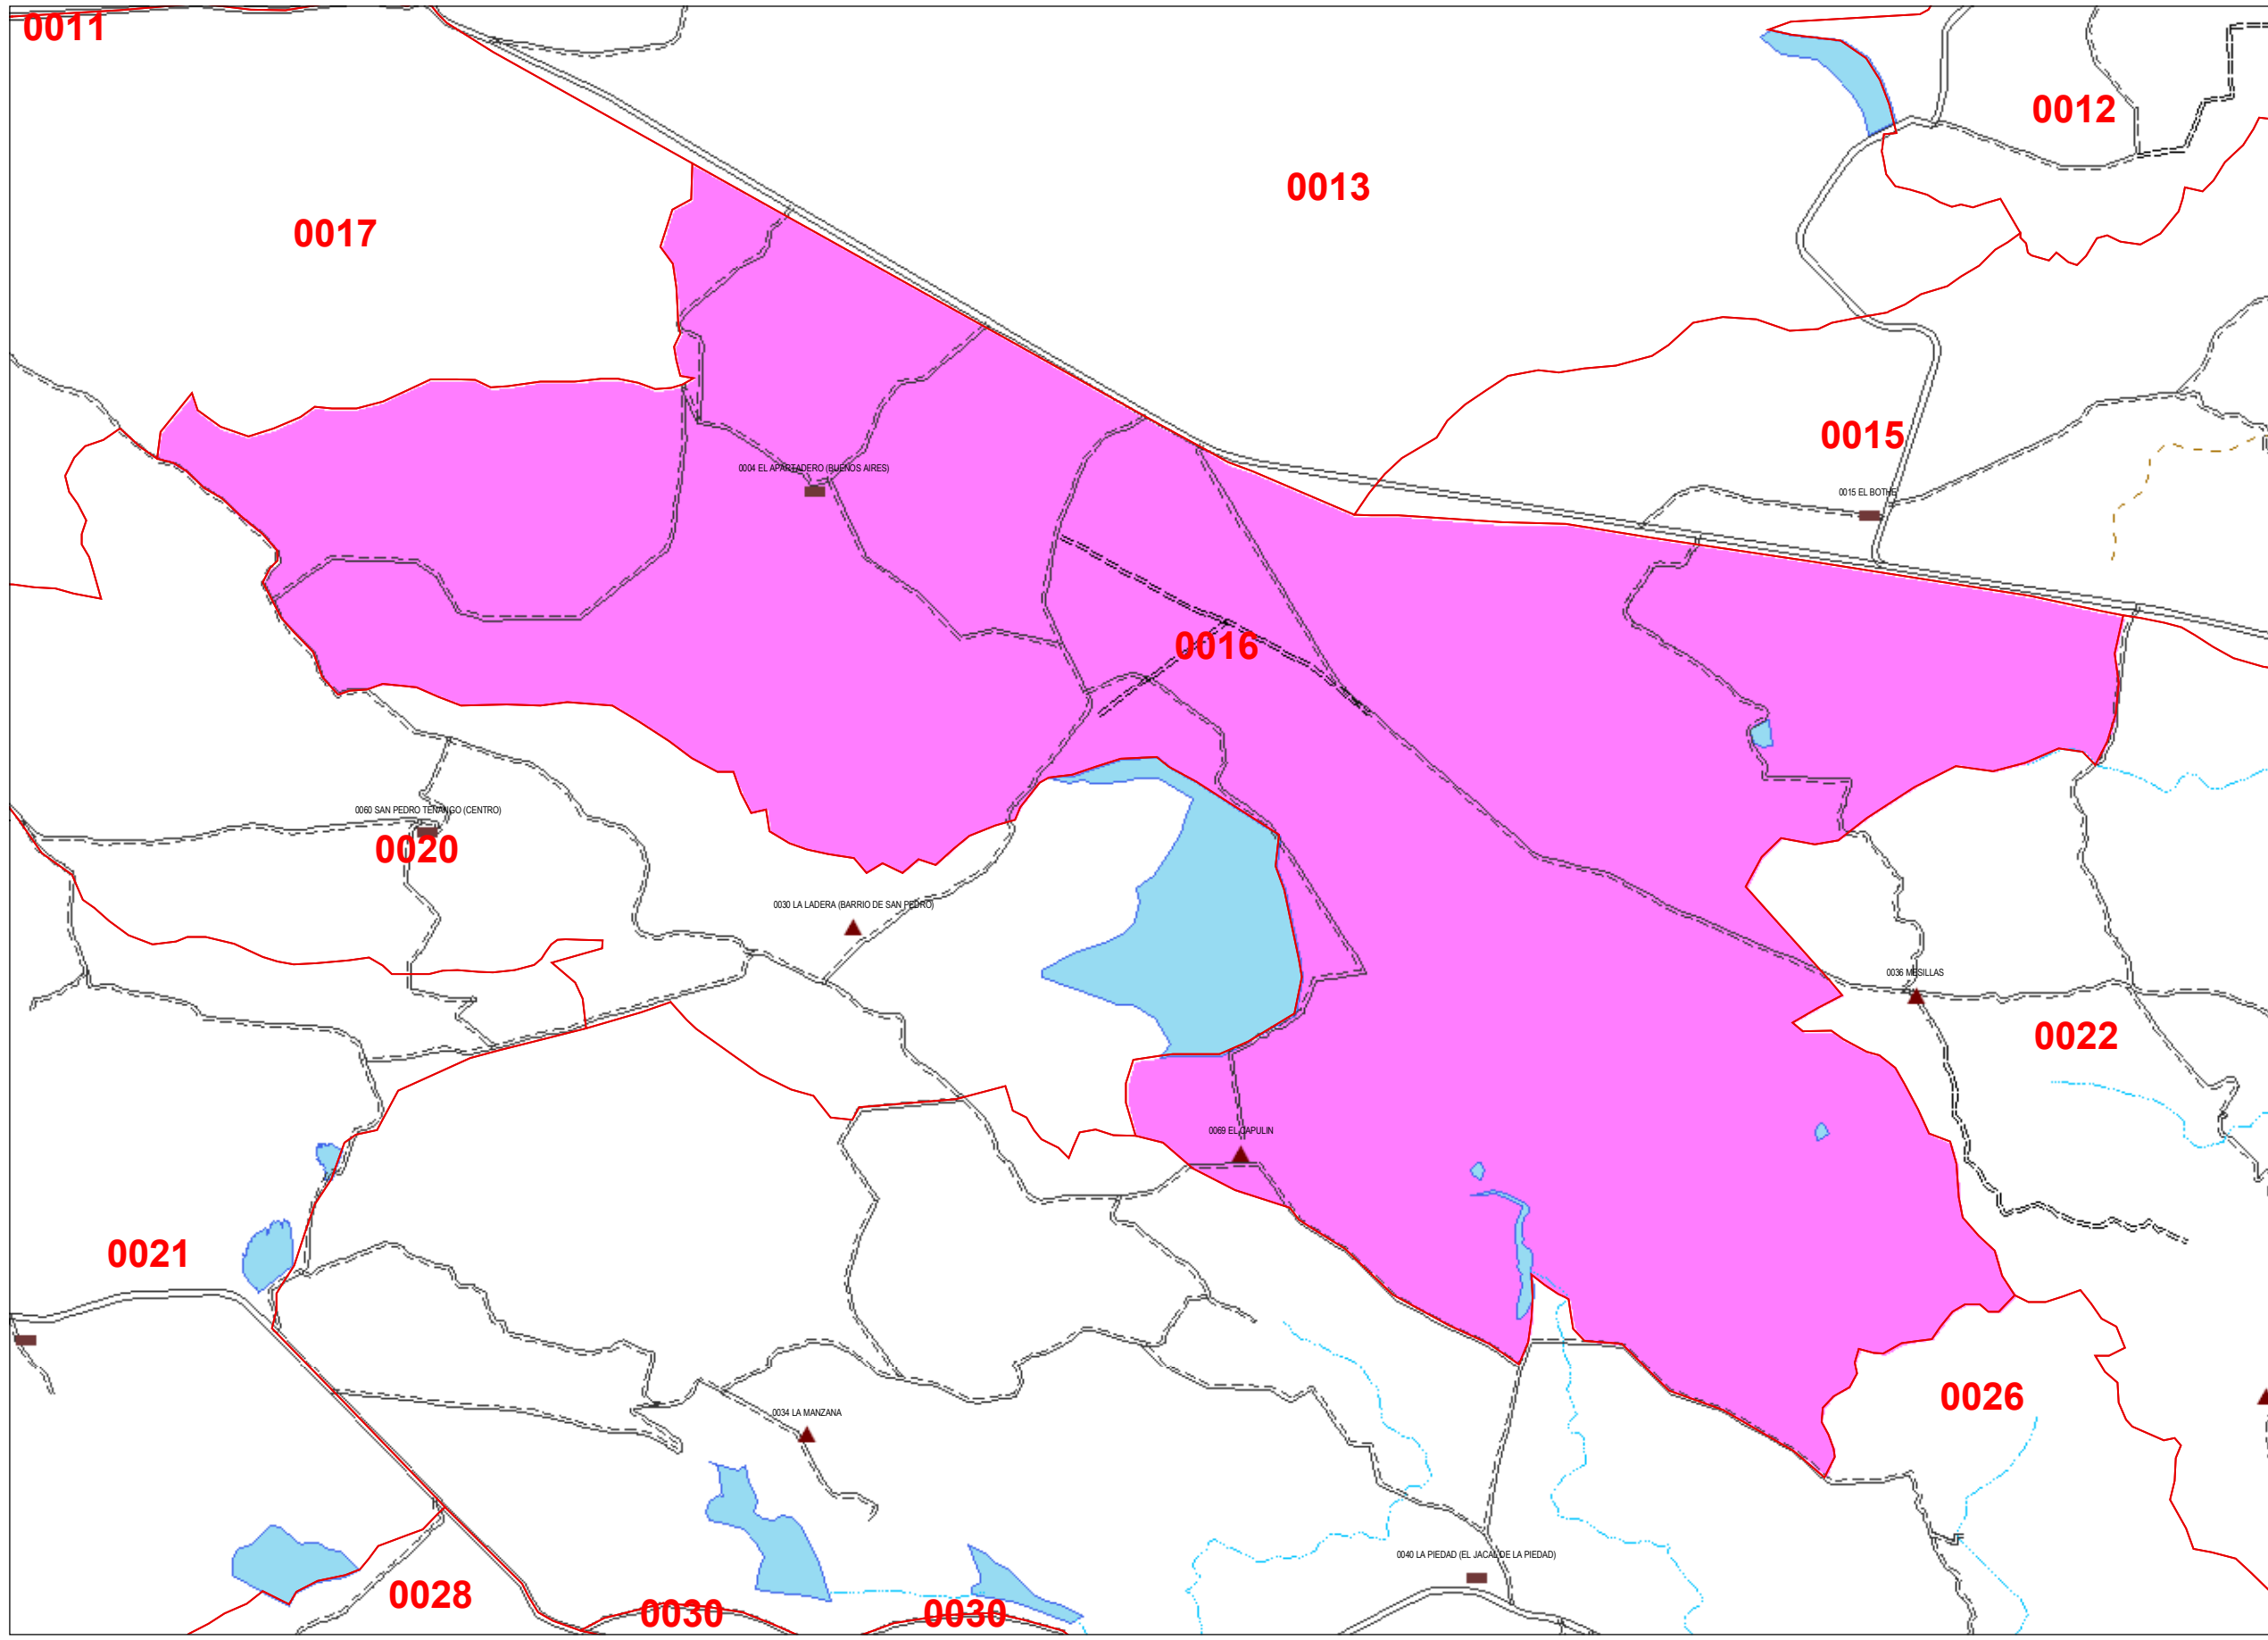 0011
0012
0013
0017
0015
0004 EL APARTADERO (BUENOS AIRES)
0015 EL BOTHE
0016
0060 SAN PEDRO TENANGO (CENTRO)
0020
0030 LA LADERA (BARRIO DE SAN PEDRO)
0036 MESILLAS
0022
0069 EL CAPULIN
0021
0026
0034 LA MANZANA
0040 LA PIEDAD (EL JACAL DE LA PIEDAD)
0028
0030
0030